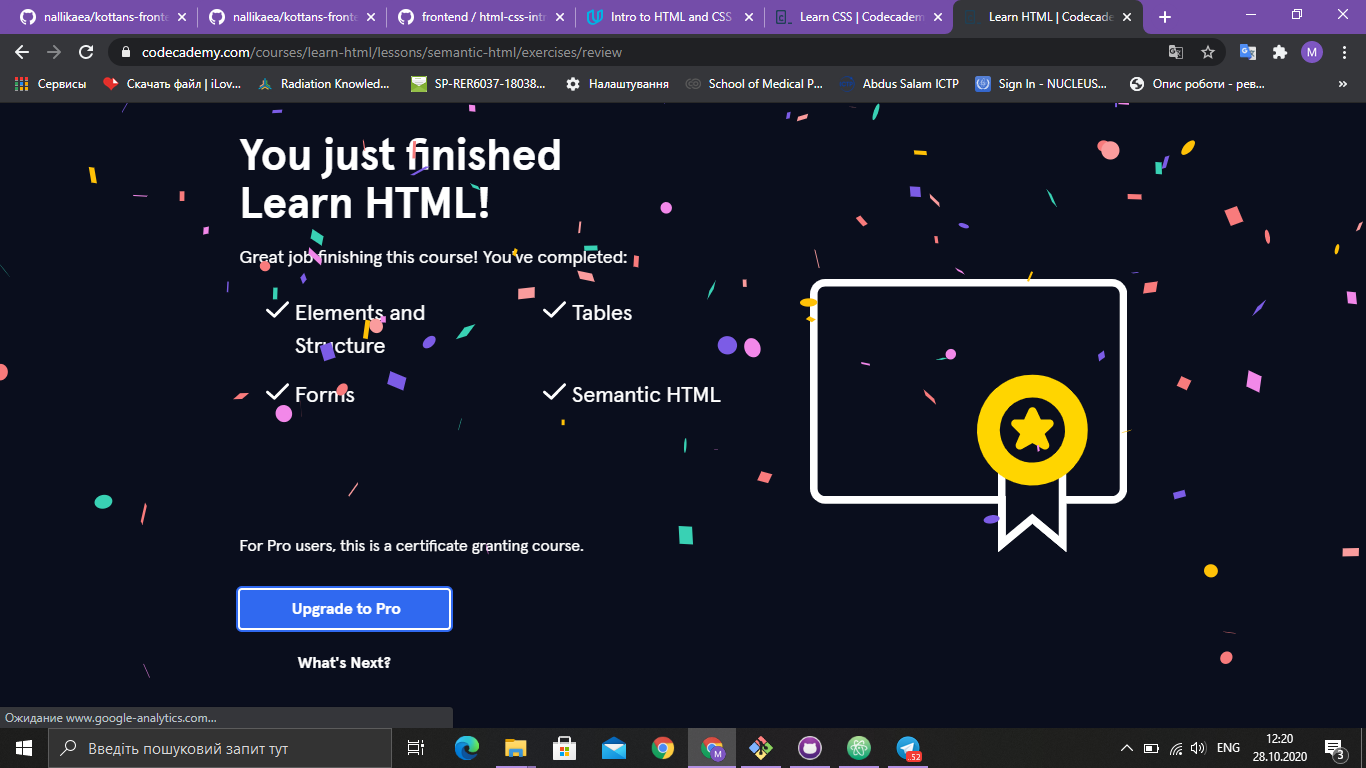 nallikaea/kottans-fronte
nallikaea/kottans-fronte
frontend / html-css-intr
Intro to HTML and CSS
Learn CSS | Codecadem
Learn HTML | Codecade
codecademy.com/courses/learn-html/lessons/semantic-html/exercises/review
M
Сервисы
Скачать файл | iLov...
Radiation Knowled...
SP-RER6037-18038...
Налаштування
School of Medical P...
Abdus Salam ICTP
Sign In - NUCLEUS...
Опис роботи - рев...
»
You just finished
Learn HTML!
Great job finishing this course! You've completed:
Elements and
Structure
Tables
Forms
Semantic HTML
For Pro users, this is a certificate granting course.
Upgrade to Pro
What's Next?
Ожидание www.google-analytics.com...
Введіть пошуковий запит тут
M
.52
ENG
12:20
28.10.2020
3